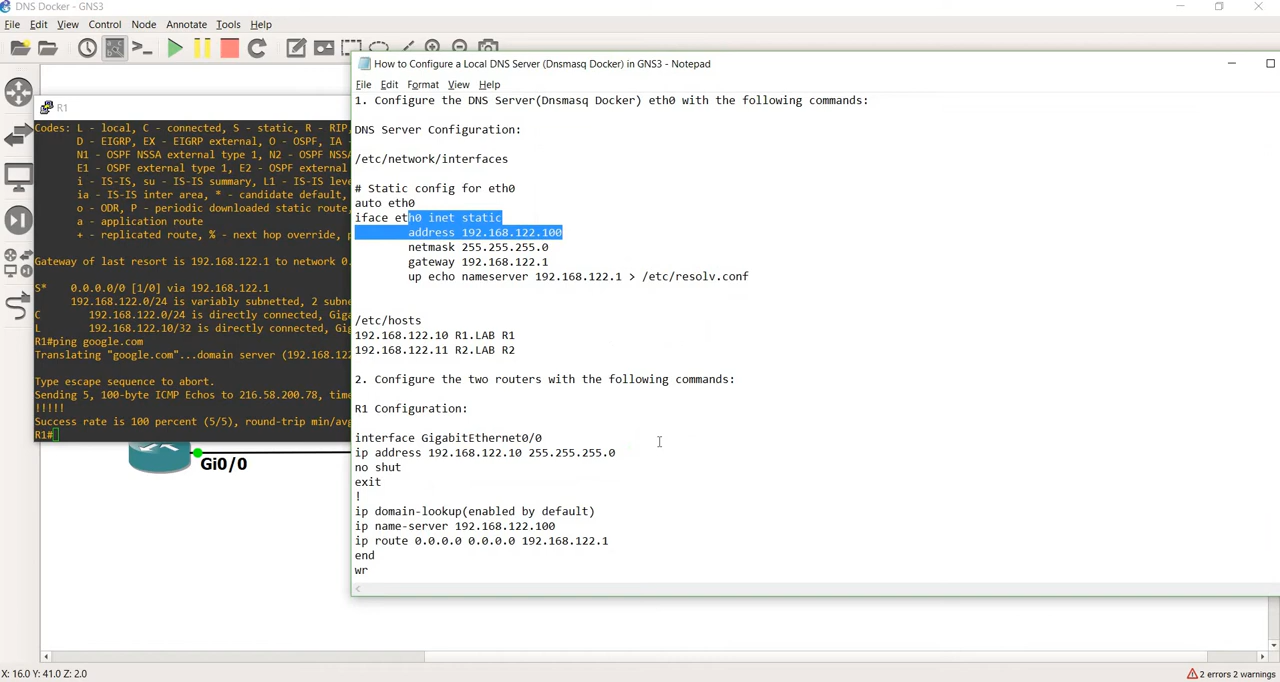 DNS Docker - GNS3
File Edit View Control Node Annotate Tools Help
How to Configure a Local DNS Server (Dnsmasq Docker) in GNS3 - Notepad
File Edit Format View Help
1. Configure the DNS Server(Dnsmasq Docker) eth0 with the following commands:
DNS Server Configuration:
/etc/network/interfaces
# Static config for eth0
auto eth0
iface eth0 inet static
address 192.168.122.100
netmask 255.255.255.0
gateway 192.168.122.1
up echo nameserver 192.168.122.1 > /etc/resolv.conf
/etc/hosts
192.168.122.10 R1.LAB R1
192.168.122.11 R2.LAB R2
2. Configure the two routers with the following commands:
R1 Configuration:
interface GigabitEthernet0/0
ip address 192.168.122.10 255.255.255.0
no shut
exit
!
ip domain-lookup(enabled by default)
ip name-server 192.168.122.100
ip route 0.0.0.0 0.0.0.0 192.168.122.1
end
wr
R1
Codes: L - local, C - connected, S - static, R - RIP,
D - EIGRP, EX - EIGRP external, O - OSPF, IA -
N1 - OSPF NSSA external type 1, N2 - OSPF NSSA
E1 - OSPF external type 1, E2 - OSPF external
i - IS-IS, su - IS-IS summary, L1 - IS-IS leve
ia - IS-IS inter area, * - candidate default,
o - ODR, P - periodic downloaded static route,
a - application route
+ - replicated route, % - next hop override, p
Gateway of last resort is 192.168.122.1 to network 0.
S* 0.0.0.0/0 [1/0] via 192.168.122.1
192.168.122.0/24 is variably subnetted, 2 subne
C 192.168.122.0/24 is directly connected, Gig
L 192.168.122.10/32 is directly connected, Gi
R1#ping google.com
Translating "google.com"...domain server (192.168.122
Type escape sequence to abort.
Sending 5, 100-byte ICMP Echos to 216.58.200.78, time
!!!!!
Success rate is 100 percent (5/5), round-trip min/avg
R1#
Gi0/0
X: 16.0 Y: 41.0 Z: 2.0
2 errors 2 warnings